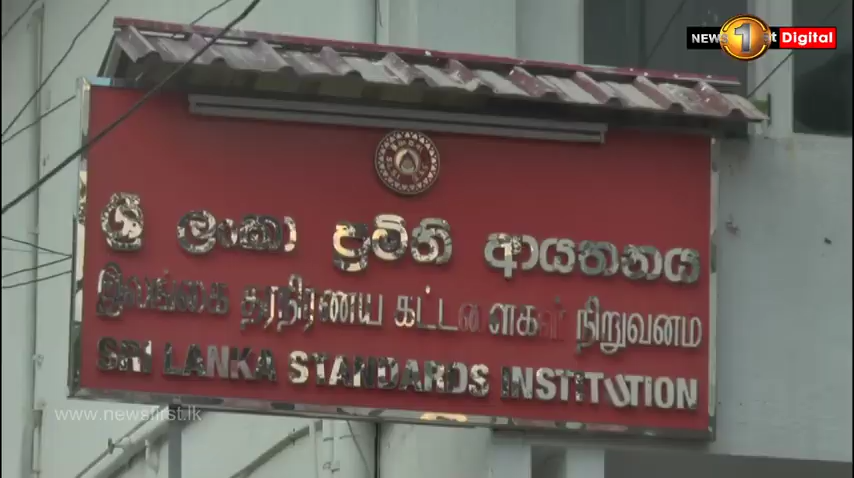 NEWS 1st Digital
ශ්‍රී ලංකා ප්‍රමිති ආයතනය
இலங்கை தரநிர்ணய கட்டளைகள் நிறுவனம்
SRI LANKA STANDARDS INSTITUTION
www.newsfirst.lk